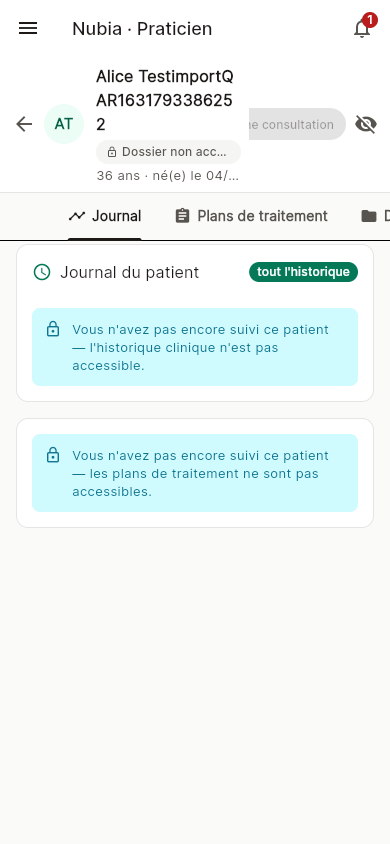 Nubia · Praticien
1
Alice TestimportQ
AR163179338625
2
AT
consultation
Dossier non acc...
36 ans · né(e) le 04/...
Journal
Plans de traitement
D
Journal du patient
tout l'historique
Vous n'avez pas encore suivi ce patient
— l'historique clinique n'est pas
accessible.
Vous n'avez pas encore suivi ce patient
— les plans de traitement ne sont pas
accessibles.